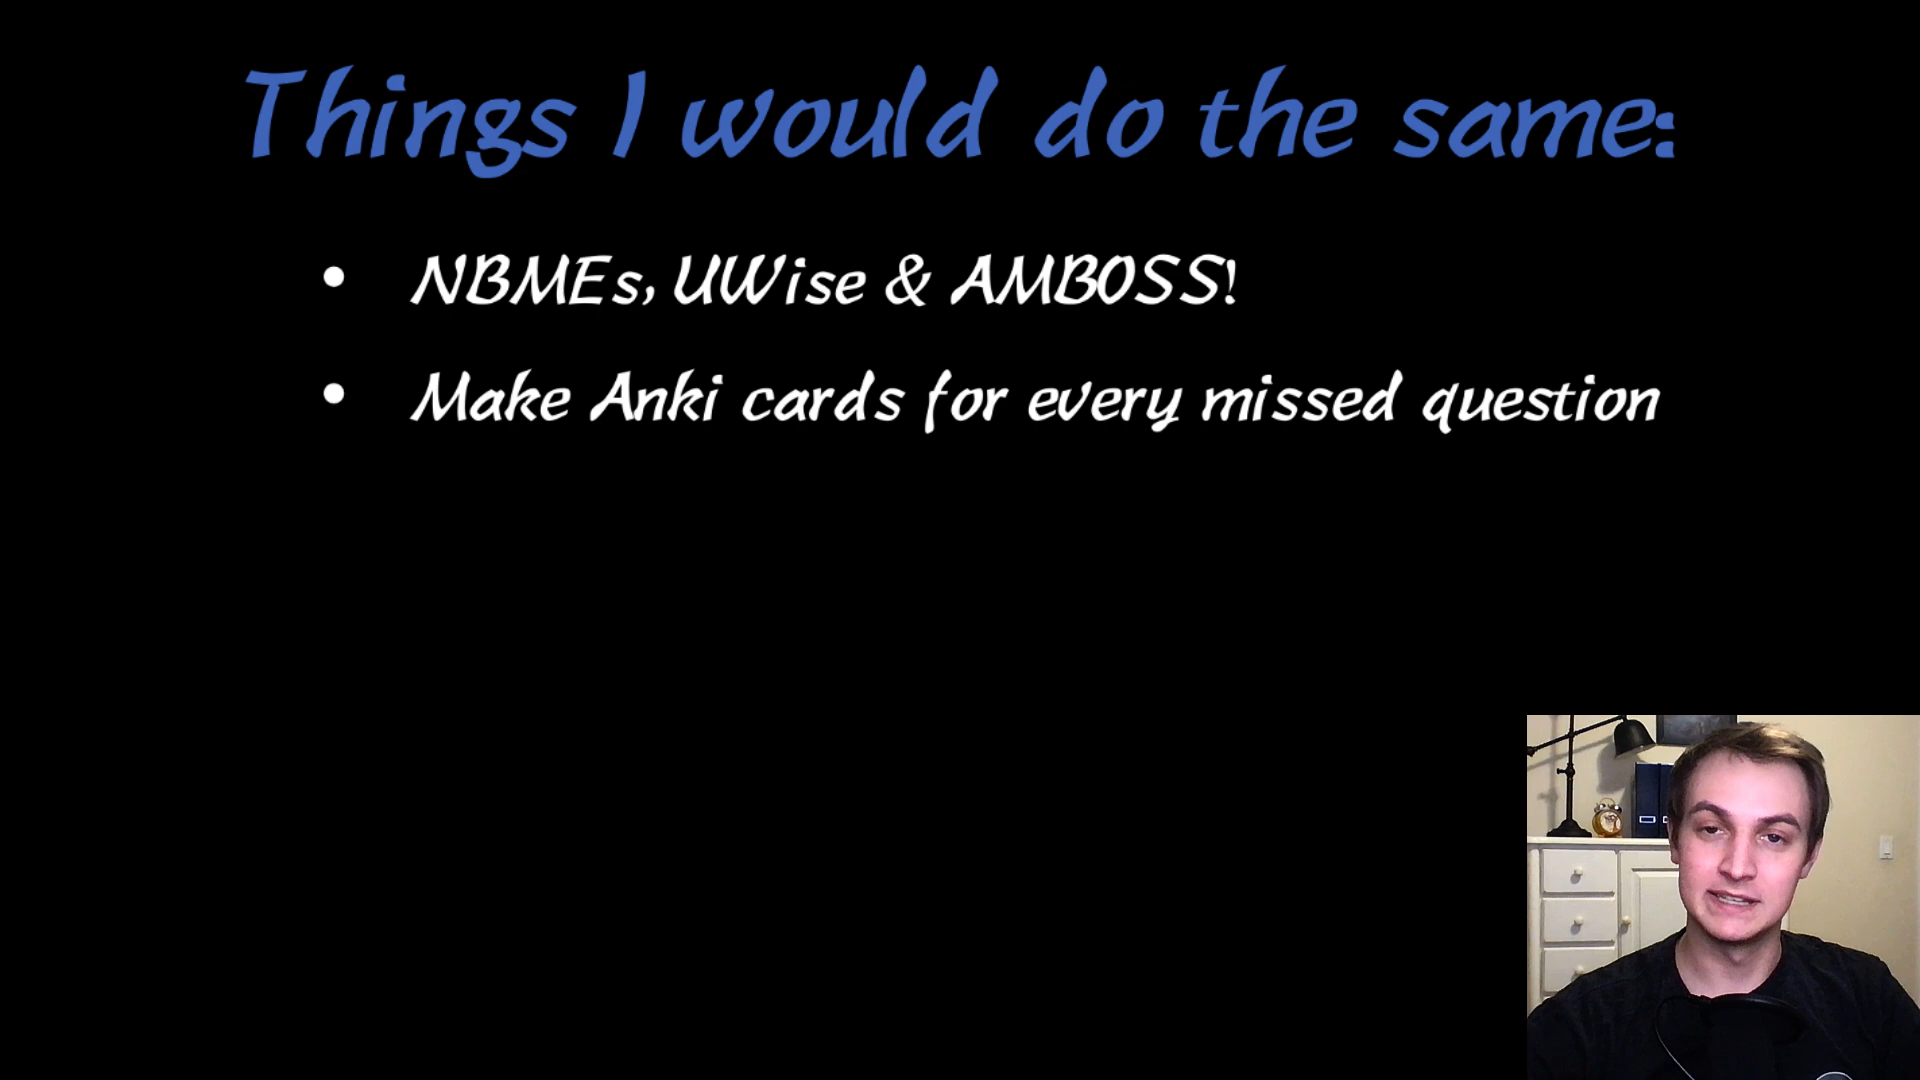 Things I would do the same:
• NBMEs, UWise & AMBOSS!
• Make Anki cards for every missed question